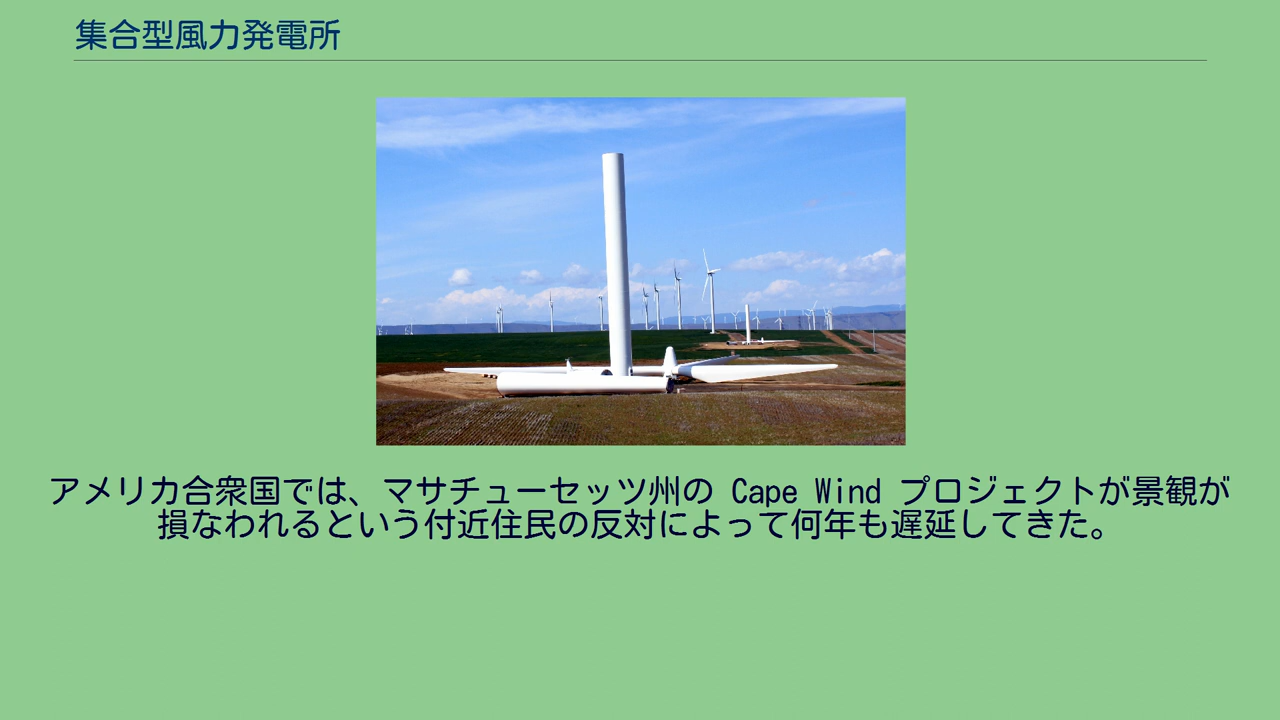 集合型風力発電所
アメリカ合衆国では、マサチューセッツ州の Cape Wind プロジェクトが景観が
損なわれるという付近住民の反対によって何年も遅延してきた。